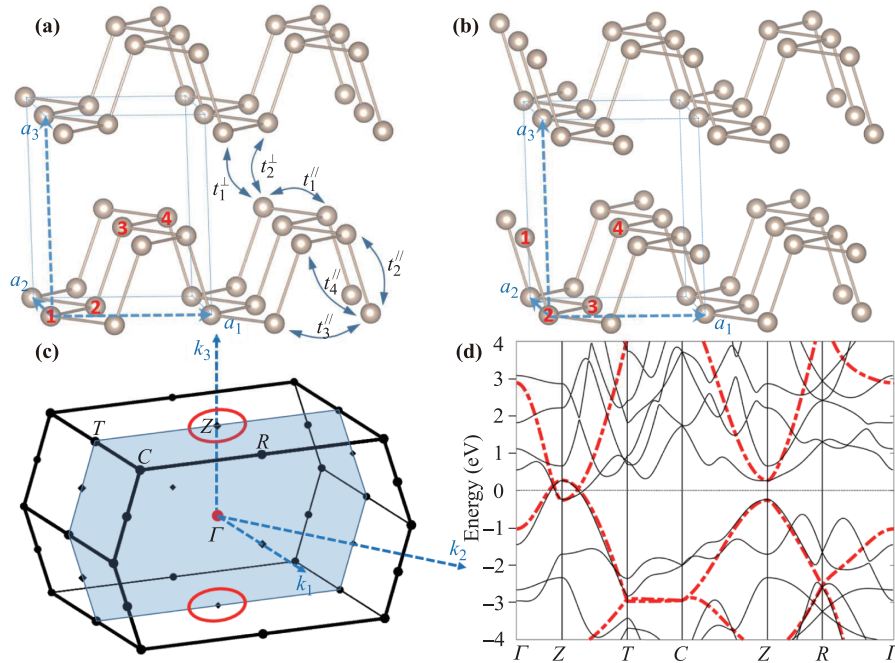 (a)
a₃
a₂
a₁
1
2
3
4
t₁⊥
t₂⊥
t₁//
t₂//
t₄//
t₃//
(b)
a₃
a₂
a₁
1
2
3
4
(c)
k₃
T
Z
C
R
Γ
k₂
k₁
(d)
Energy (eV)
4
3
2
1
0
−1
−2
−3
−4
Γ Z T C Z R